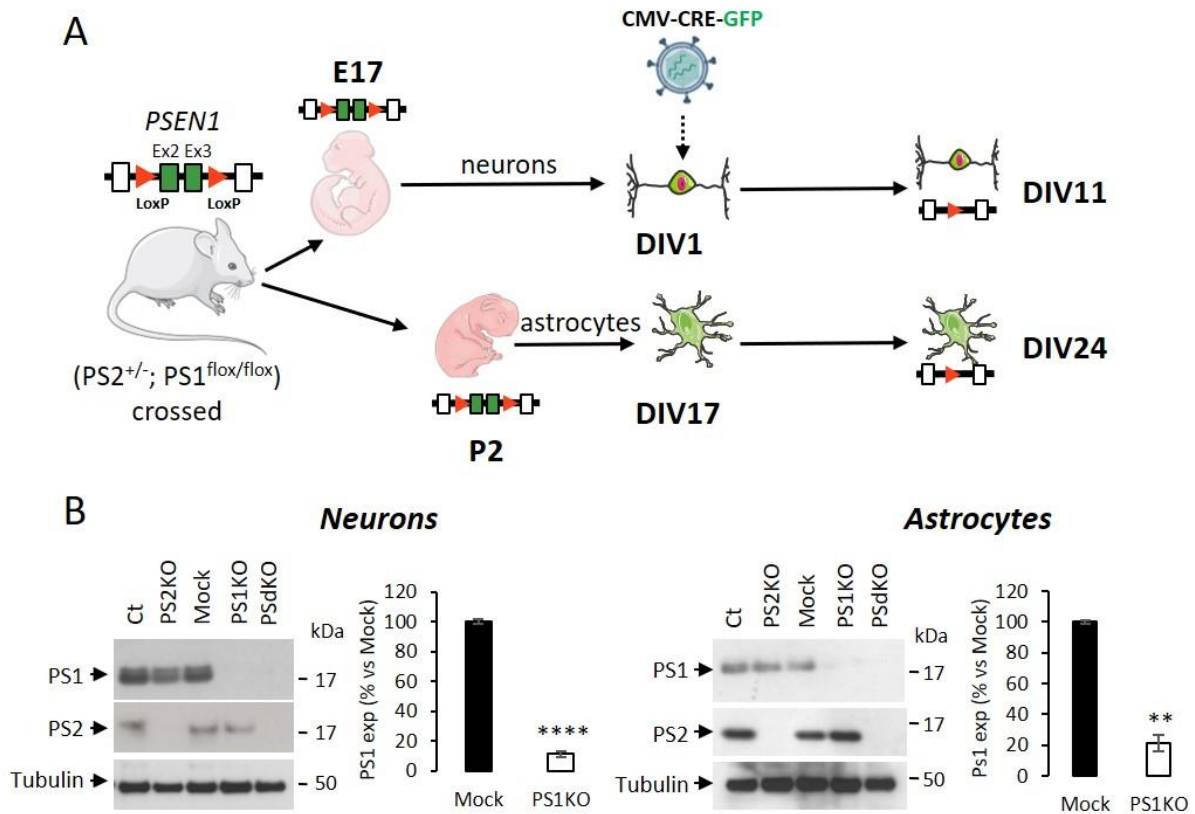 A
CMV-CRE-GFP
E17
PSEN1
Ex2 Ex3
LoxP LoxP
neurons
DIV1
DIV11
astrocytes
(PS2+/-; PS1flox/flox)
crossed
P2
DIV17
DIV24
B
Neurons
Ct PS2KO Mock PS1KO PSdKO
kDa
PS1 - 17
PS2 - 17
Tubulin - 50
PS1 exp (% vs Mock)
120
100
80
60
40
20
0
****
Mock PS1KO
Astrocytes
Ct PS2KO Mock PS1KO PSdKO
kDa
PS1 - 17
PS2 - 17
Tubulin - 50
Ps1 exp (% vs Mock)
120
100
80
60
40
20
0
**
Mock PS1KO